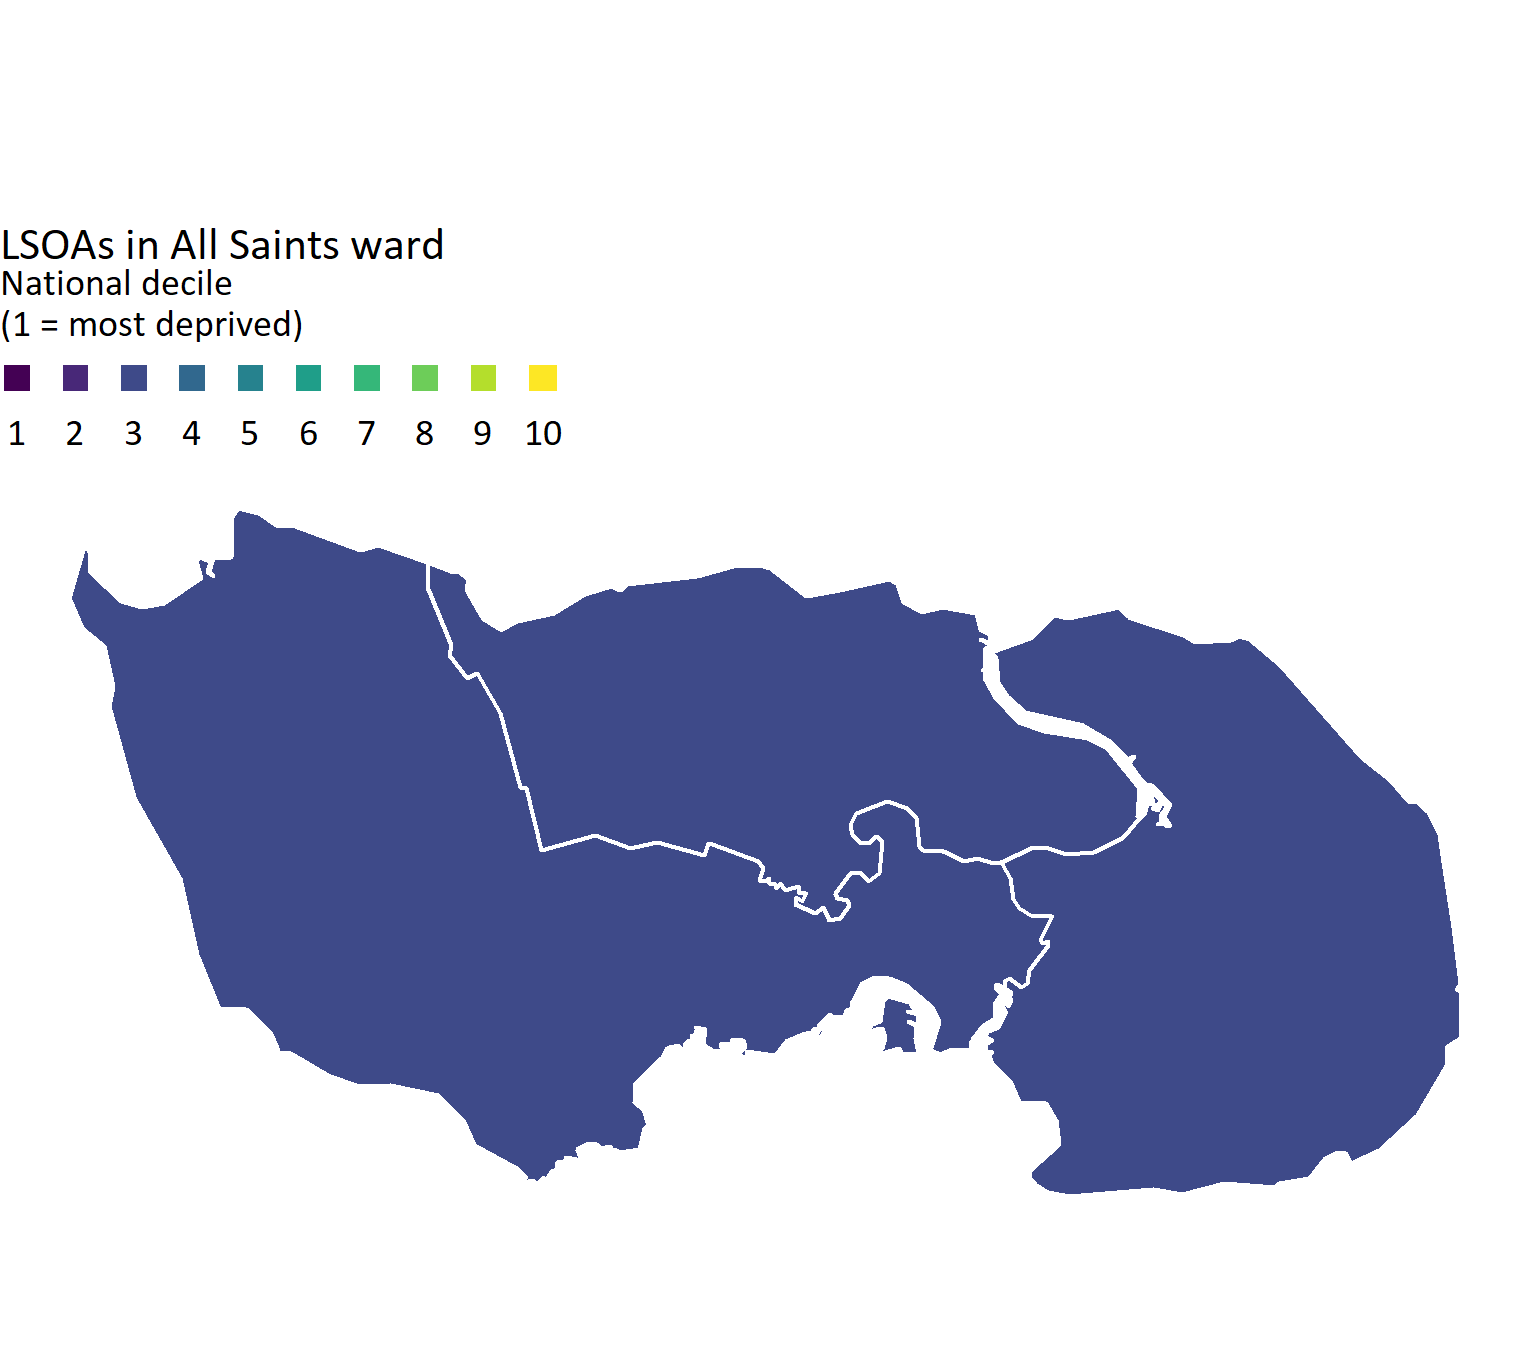 LSOAs in All Saints ward
National decile
(1 = most deprived)
1 2 3 4 5 6 7 8 9 10